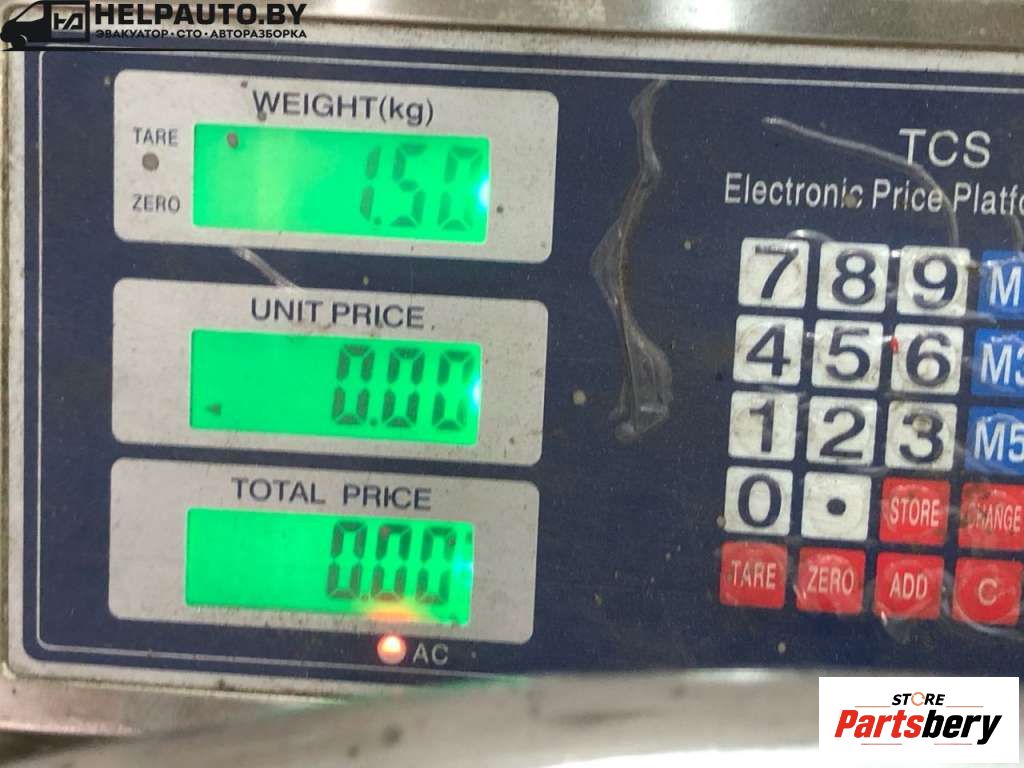 HELPAUTO.BY
ЭВАКУАТОР·СТО·АВТОРАЗБОРКА
WEIGHT(kg)
TARE
ZERO
1.50
UNIT PRICE
0.00
TOTAL PRICE
0.00
AC
TCS
Electronic Price
7 8 9
4 5 6 M3
1 2 3 M5
0 . STORE CHANGE
TARE ZERO ADD C
STORE
Partsbery